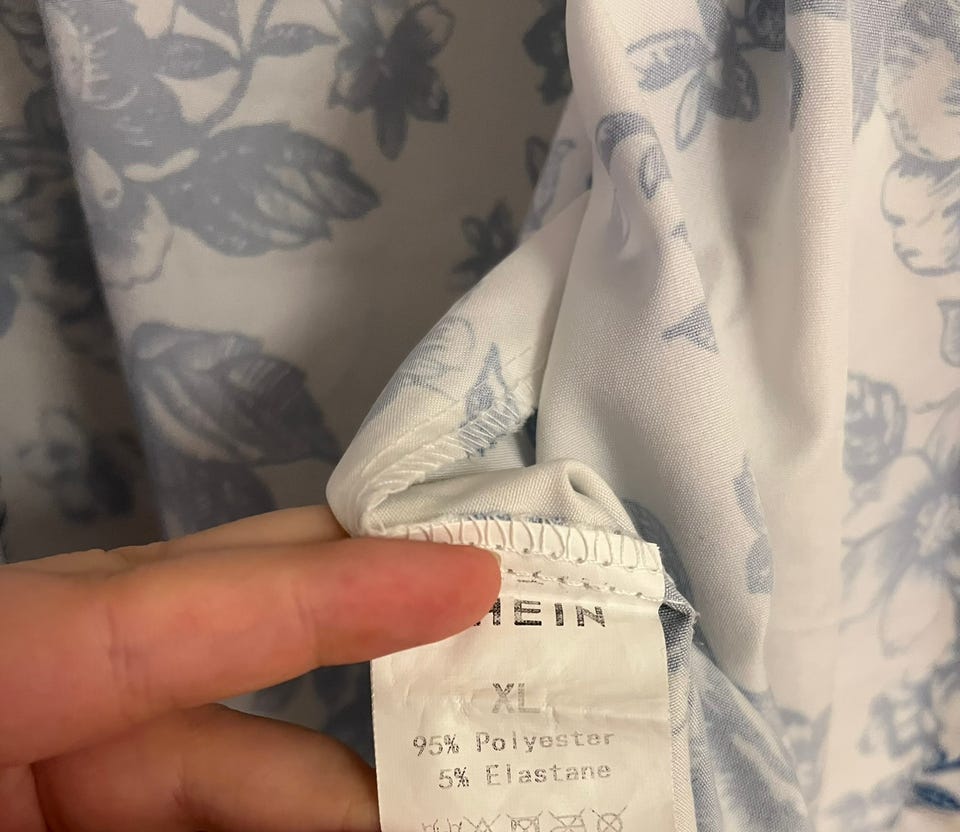 HEIN
XL
95% Polyester
5% Elastane